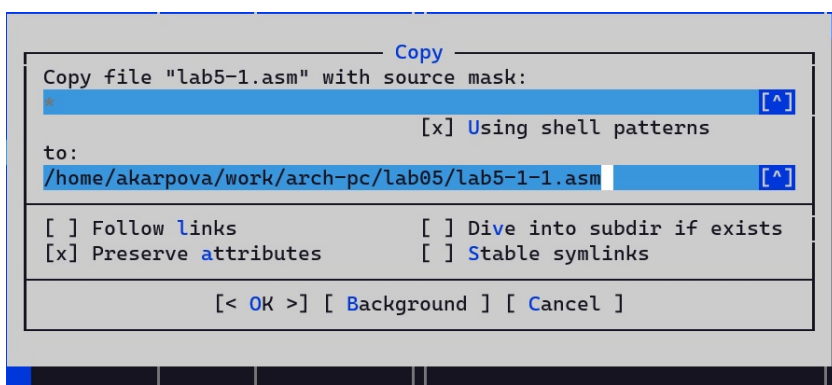 Copy
Copy file "lab5-1.asm" with source mask:
* [^]
[x] Using shell patterns
to:
/home/akarpova/work/arch-pc/lab05/lab5-1-1.asm [^]
[ ] Follow links [ ] Dive into subdir if exists
[x] Preserve attributes [ ] Stable symlinks
[< OK >] [ Background ] [ Cancel ]